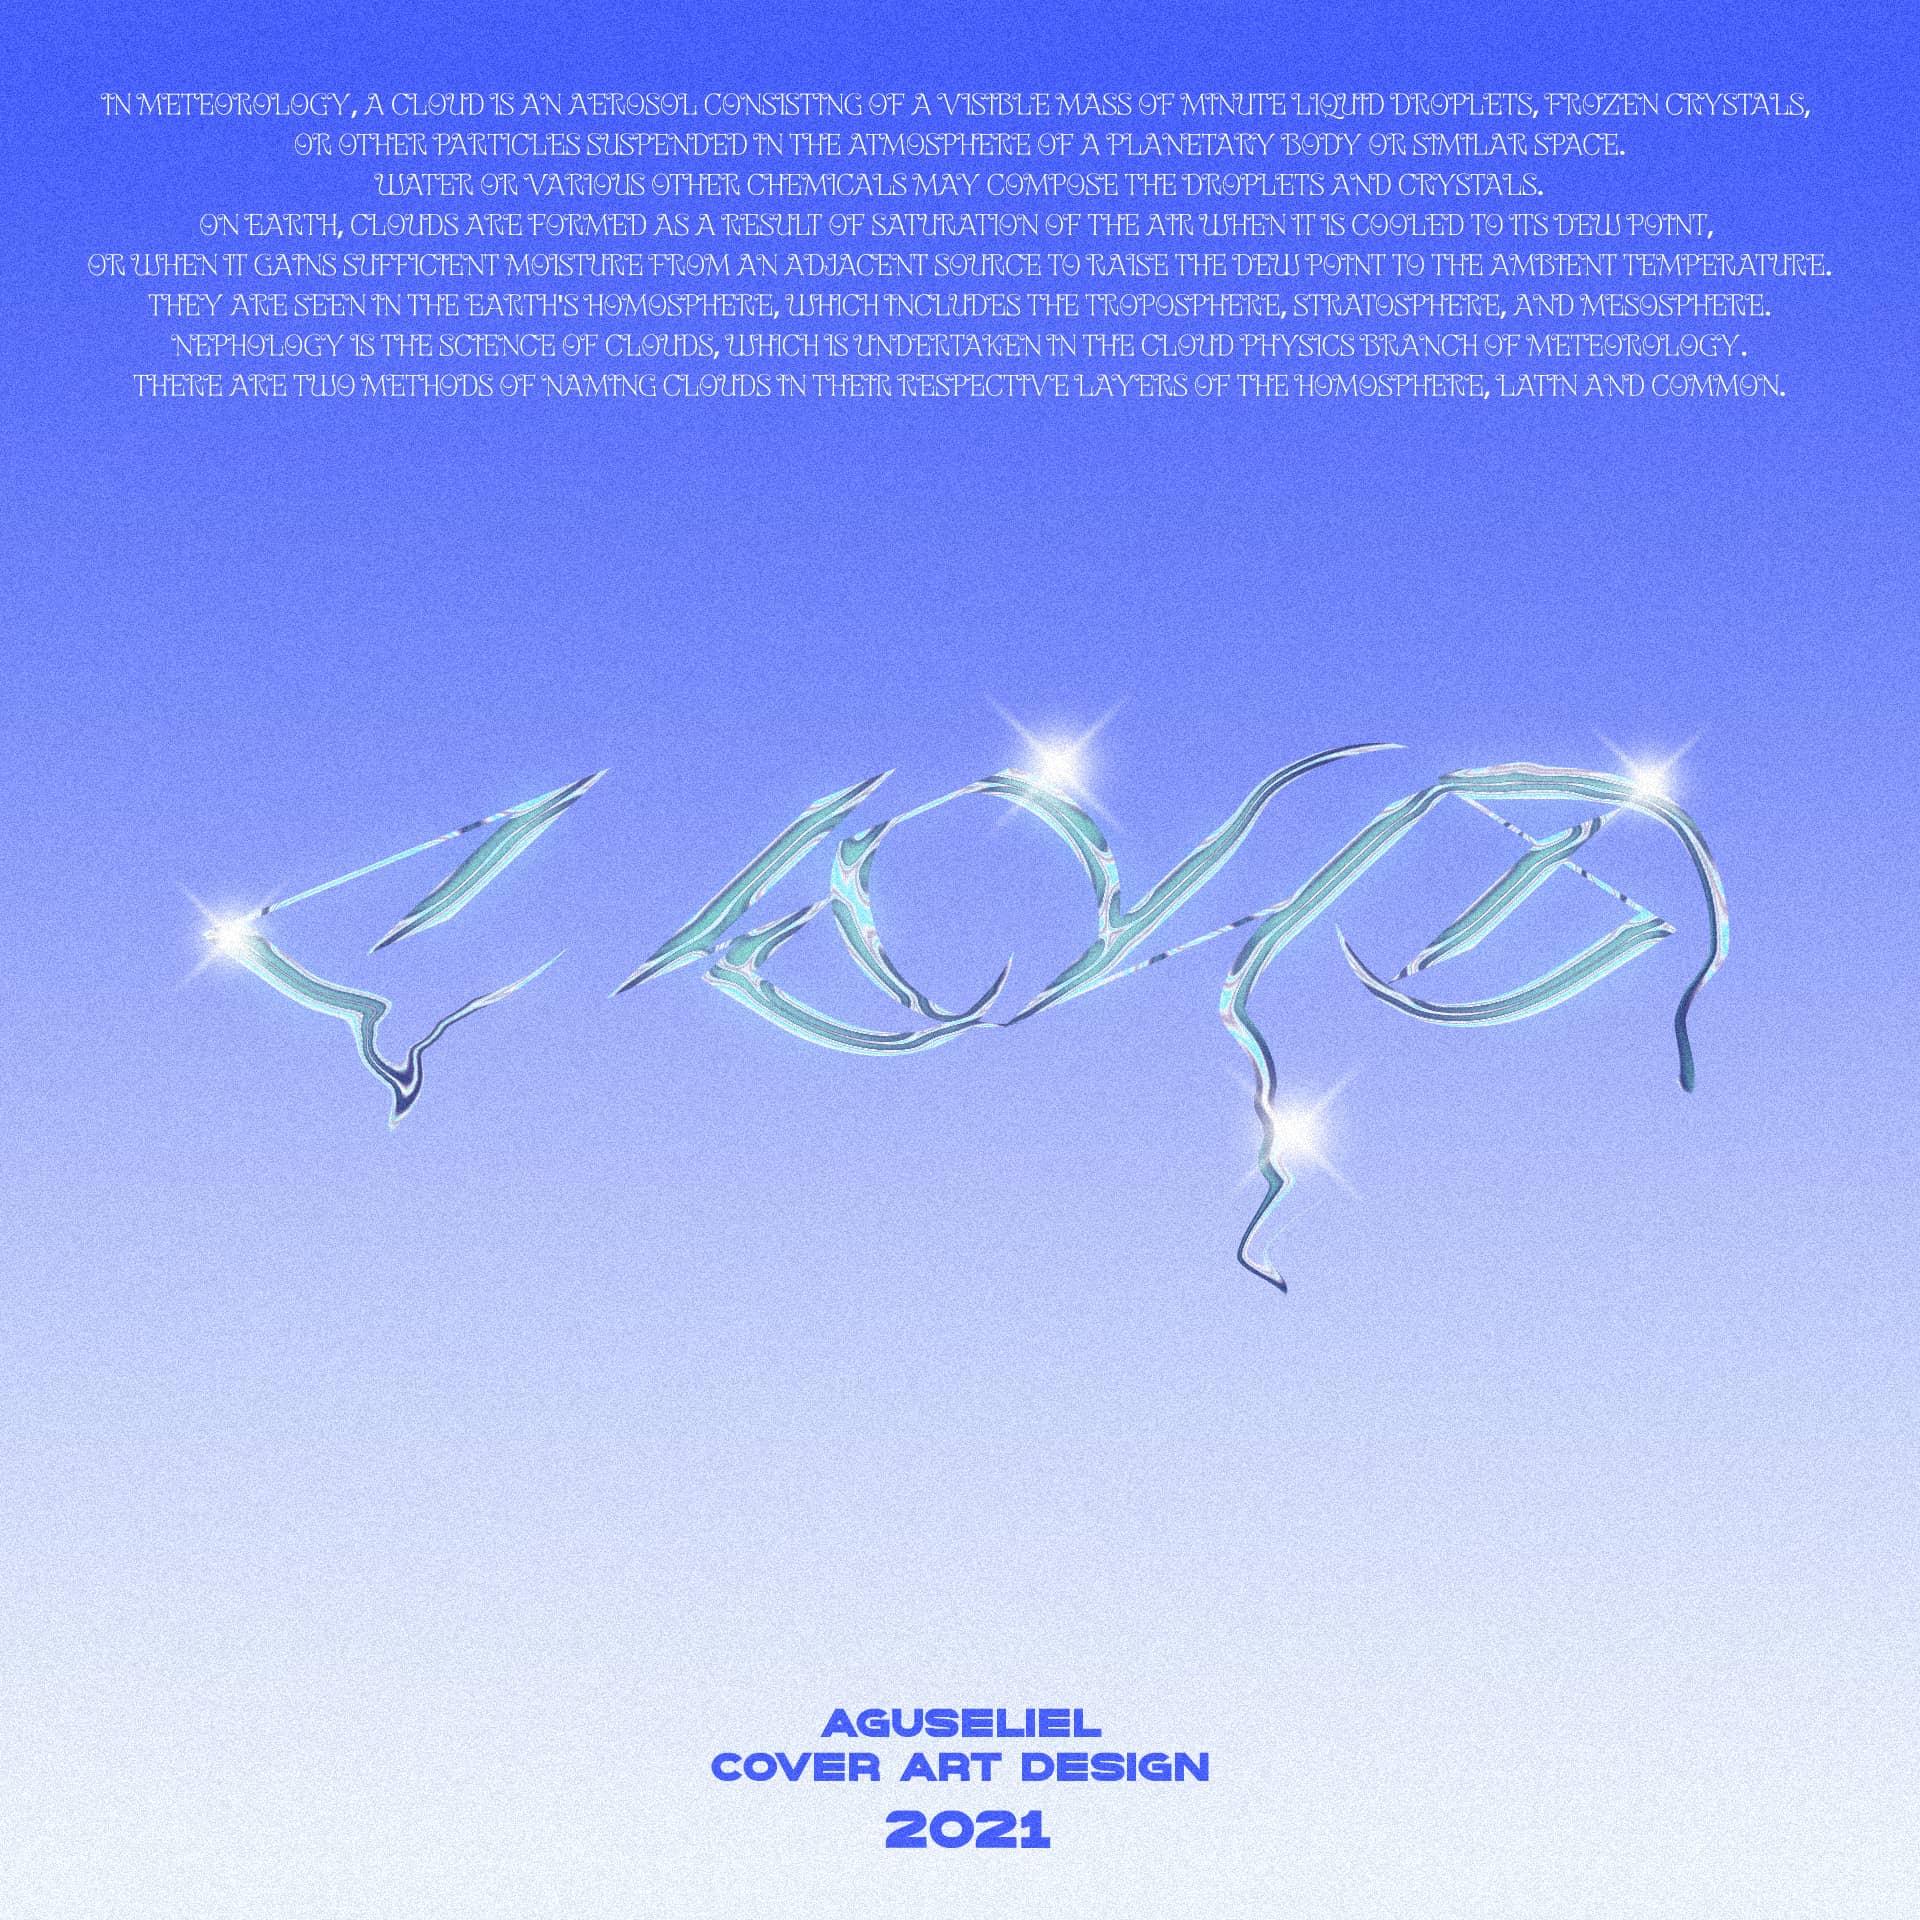 IN METEOROLOGY, A CLOUD IS AN AEROSOL CONSISTING OF A VISIBLE MASS OF MINUTE LIQUID DROPLETS, FROZEN CRYSTALS,
OR OTHER PARTICLES SUSPENDED IN THE ATMOSPHERE OF A PLANETARY BODY OR SIMILAR SPACE.
WATER OR VARIOUS OTHER CHEMICALS MAY COMPOSE THE DROPLETS AND CRYSTALS.
ON EARTH, CLOUDS ARE FORMED AS A RESULT OF SATURATION OF THE AIR WHEN IT IS COOLED TO ITS DEW POINT,
OR WHEN IT GAINS SUFFICIENT MOISTURE FROM AN ADJACENT SOURCE TO RAISE THE DEW POINT TO THE AMBIENT TEMPERATURE.
THEY ARE SEEN IN THE EARTH'S HOMOSPHERE, WHICH INCLUDES THE TROPOSPHERE, STRATOSPHERE, AND MESOSPHERE.
NEPHOLOGY IS THE SCIENCE OF CLOUDS, WHICH IS UNDERTAKEN IN THE CLOUD PHYSICS BRANCH OF METEOROLOGY.
THERE ARE TWO METHODS OF NAMING CLOUDS IN THEIR RESPECTIVE LAYERS OF THE HOMOSPHERE, LATIN AND COMMON.
AGUSELIEL
COVER ART DESIGN
2021